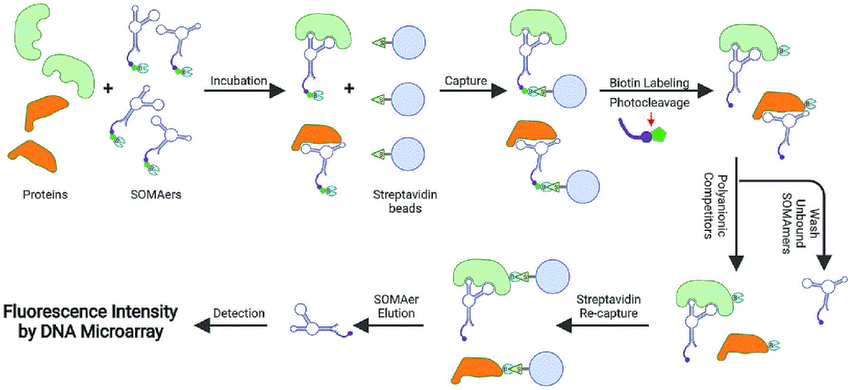 Proteins
+
SOMAers
Incubation
+
Streptavidin
beads
Capture
Biotin Labeling
Photocleavage
Polyanionic
Competitors
Wash
Unbound
SOMAmers
Streptavidin
Re-capture
SOMAer
Elution
Detection
Fluorescence Intensity
by DNA Microarray